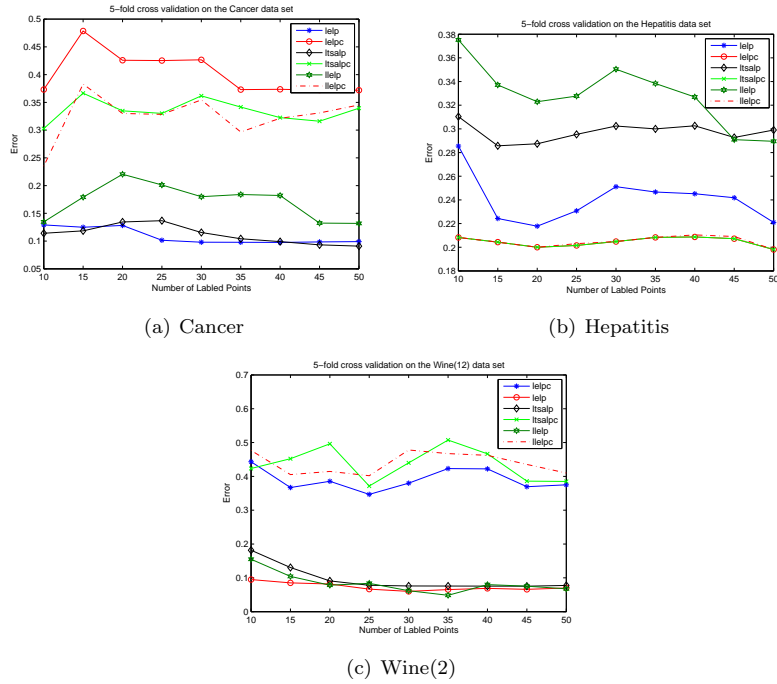 5−fold cross validation on the Cancer data set
0.5
0.45
0.4
0.35
0.3
0.25
0.2
0.15
0.1
0.05
Error
10 15 20 25 30 35 40 45 50
Number of Labled Points
lelp
lelpc
ltsalp
ltsalpc
llelp
llelpc
(a) Cancer
5−fold cross validation on the Hepatitis data set
0.38
0.36
0.34
0.32
0.3
0.28
0.26
0.24
0.22
0.2
0.18
Error
10 15 20 25 30 35 40 45 50
Number of Labled Points
lelp
lelpc
ltsalp
ltsalpc
llelp
llelpc
(b) Hepatitis
5−fold cross validation on the Wine(12) data set
0.7
0.6
0.5
0.4
0.3
0.2
0.1
0
Error
10 15 20 25 30 35 40 45 50
Number of Labled Points
lelpc
lelp
ltsalp
ltsalpc
llelp
llelpc
(c) Wine(2)